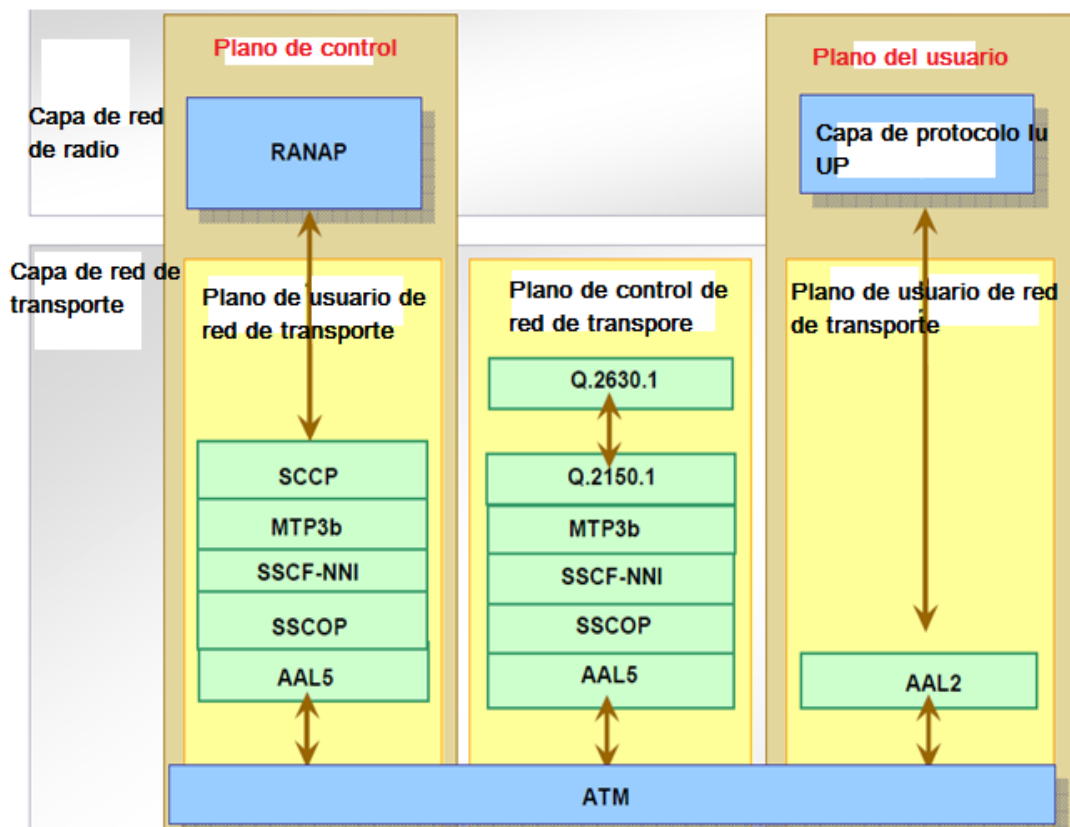 Plano de control
Plano del usuario
Capa de red
de radio
RANAP
Capa de protocolo lu
UP
Capa de red de
transporte
Plano de usuario de
red de transporte
Plano de control de
red de transpore
Plano de usuario de red
de transporte
Q.2630.1
SCCP
MTP3b
SSCF-NNI
SSCOP
AAL5
Q.2150.1
MTP3b
SSCF-NNI
SSCOP
AAL5
AAL2
ATM